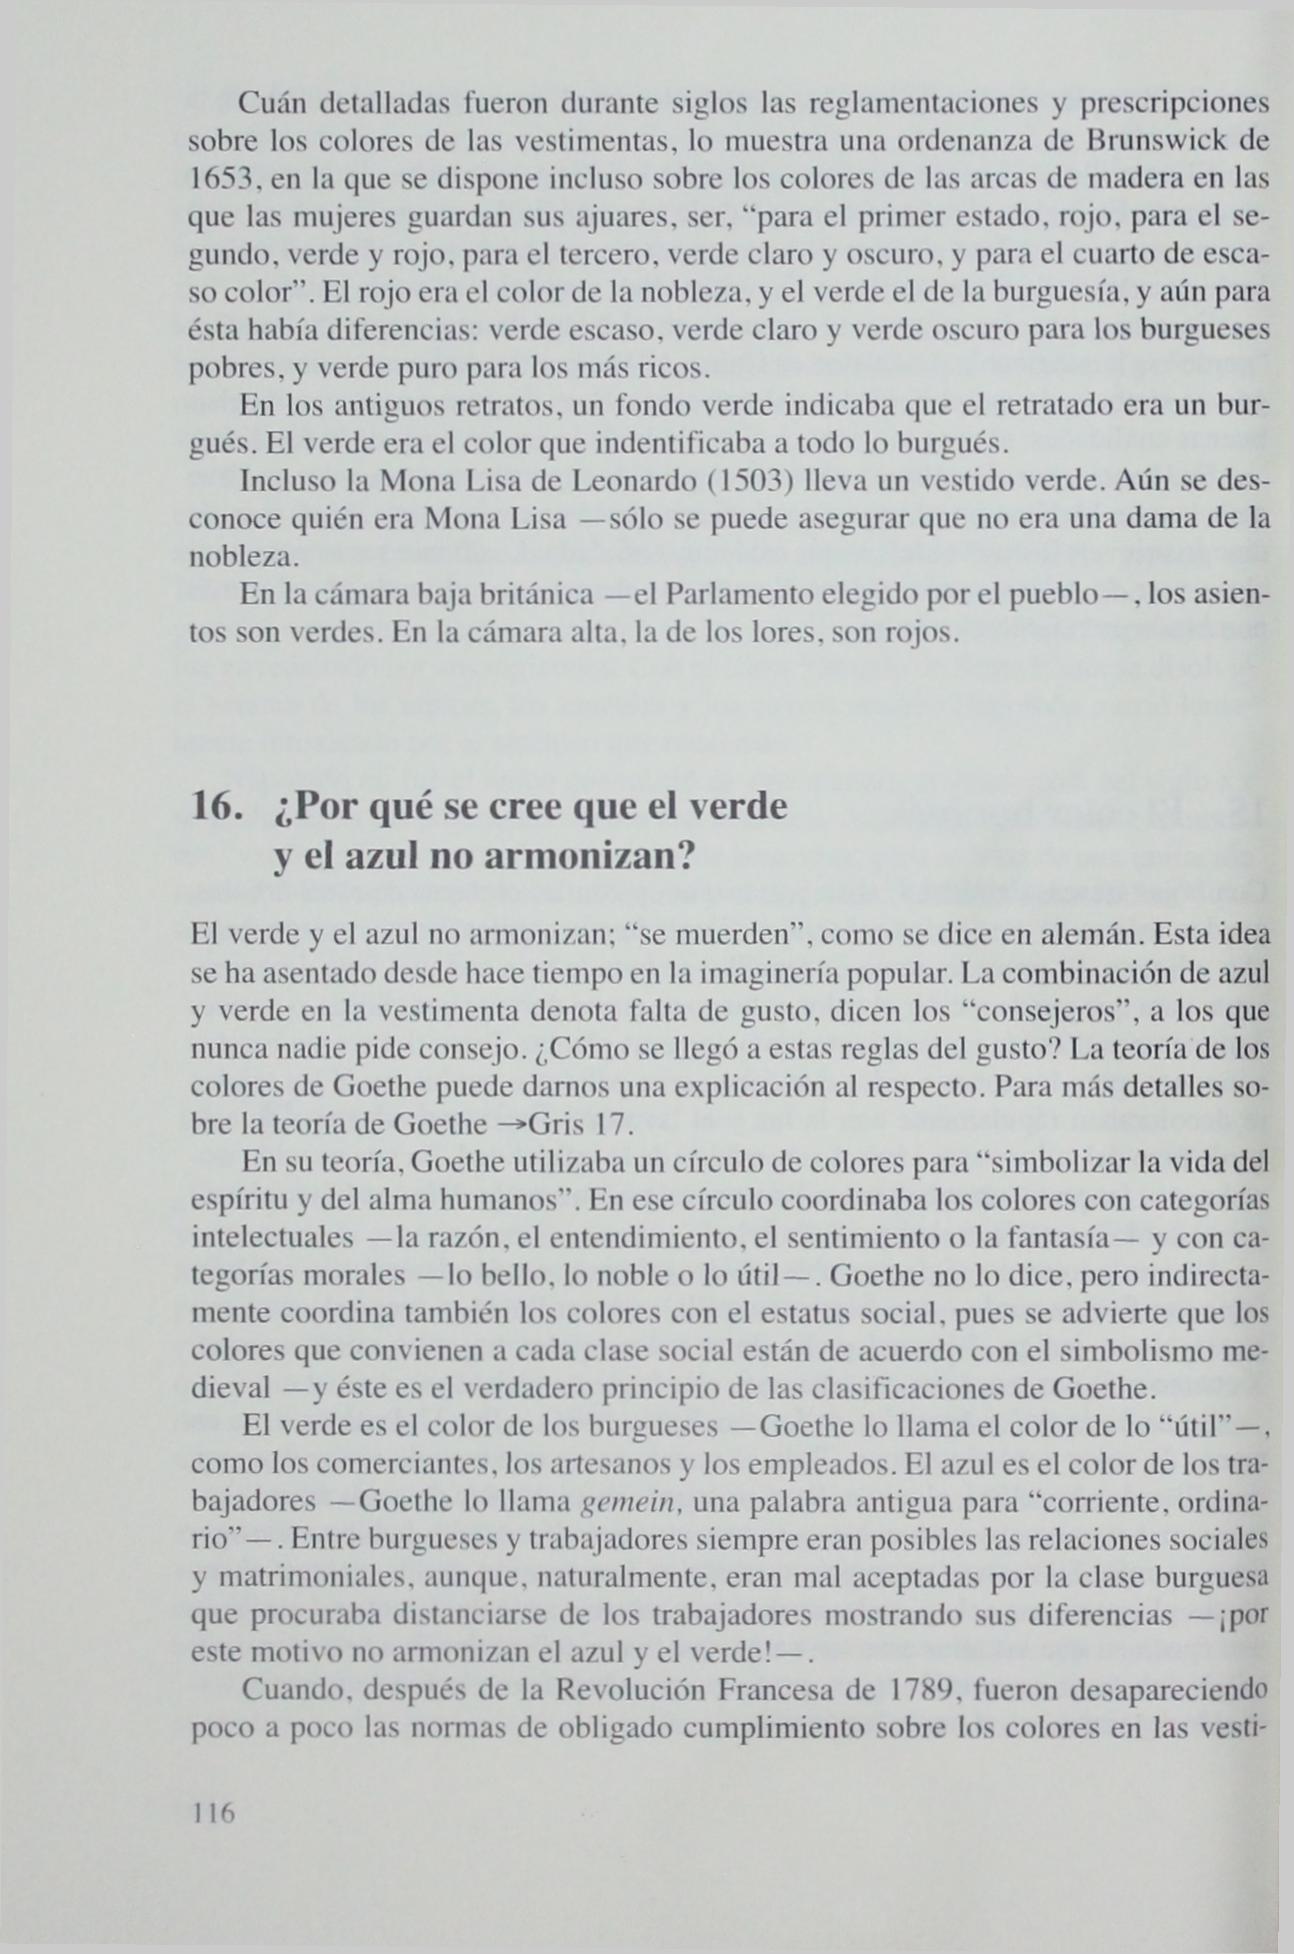 Cuán detalladas fueron durante siglos las reglamentaciones y prescripciones
sobre los colores de las vestimentas, lo muestra una ordenanza de Brunswick de
1653, en la que se dispone incluso sobre los colores de las arcas de madera en las
que las mujeres guardan sus ajuares, ser, “para el primer estado, rojo, para el se-
gundo, verde y rojo, para el tercero, verde claro y oscuro, y para el cuarto de esca-
so color”. El rojo era el color de la nobleza, y el verde el de la burguesía, y aún para
ésta había diferencias: verde escaso, verde claro y verde oscuro para los burgueses
pobres, y verde puro para los más ricos.
En los antiguos retratos, un fondo verde indicaba que el retratado era un bur-
gués. El verde era el color que indentificaba a todo lo burgués.
Incluso la Mona Lisa de Leonardo (1503) lleva un vestido verde. Aún se des-
conoce quién era Mona Lisa —sólo se puede asegurar que no era una dama de la
nobleza.
En la cámara baja británica —el Parlamento elegido por el pueblo—, los asien-
tos son verdes. En la cámara alta, la de los lores, son rojos.
16. ¿Por qué se cree que el verde
y el azul no armonizan?
El verde y el azul no armonizan; “se muerden”, como se dice en alemán. Esta idea
se ha asentado desde hace tiempo en la imaginería popular. La combinación de azul
y verde en la vestimenta denota falta de gusto, dicen los “consejeros”, a los que
nunca nadie pide consejo. ¿Cómo se llegó a estas reglas del gusto? La teoría de los
colores de Goethe puede darnos una explicación al respecto. Para más detalles so-
bre la teoría de Goethe →Gris 17.
En su teoría, Goethe utilizaba un círculo de colores para “simbolizar la vida del
espíritu y del alma humanos”. En ese círculo coordinaba los colores con categorías
intelectuales —la razón, el entendimiento, el sentimiento o la fantasía— y con ca-
tegorías morales —lo bello, lo noble o lo útil—. Goethe no lo dice, pero indirecta-
mente coordina también los colores con el estatus social, pues se advierte que los
colores que convienen a cada clase social están de acuerdo con el simbolismo me-
dieval —y éste es el verdadero principio de las clasificaciones de Goethe.
El verde es el color de los burgueses —Goethe lo llama el color de lo “útil”—,
como los comerciantes, los artesanos y los empleados. El azul es el color de los tra-
bajadores —Goethe lo llama gemein, una palabra antigua para “corriente, ordina-
rio”—. Entre burgueses y trabajadores siempre eran posibles las relaciones sociales
y matrimoniales, aunque, naturalmente, eran mal aceptadas por la clase burguesa
que procuraba distanciarse de los trabajadores mostrando sus diferencias —¡por
este motivo no armonizan el azul y el verde!—.
Cuando, después de la Revolución Francesa de 1789, fueron desapareciendo
poco a poco las normas de obligado cumplimiento sobre los colores en las vesti-
116